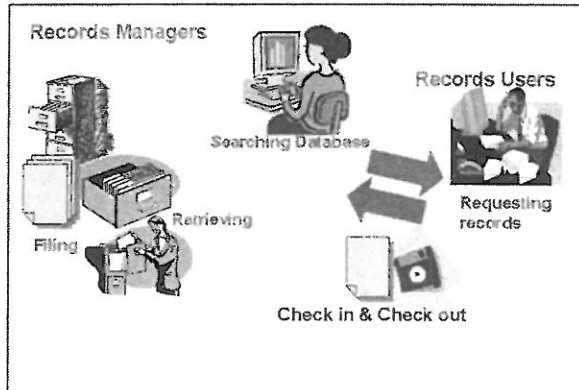 Records Managers
Searching Database
Records Users
Filing
Retrieving
Requesting
records
Check in & Check out